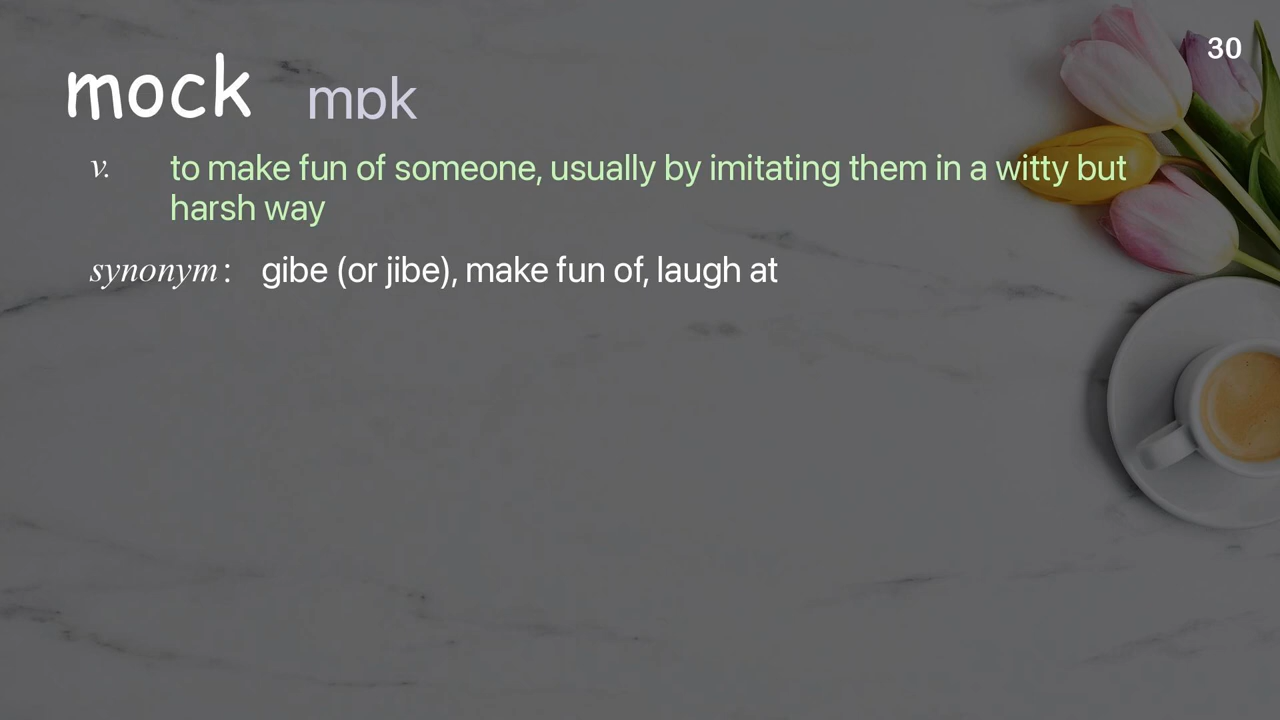 30
mock mɒk
v. to make fun of someone, usually by imitating them in a witty but
harsh way
synonym: gibe (or jibe), make fun of, laugh at